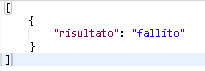 [
    {
        "risultato": "fallito"
    }
]